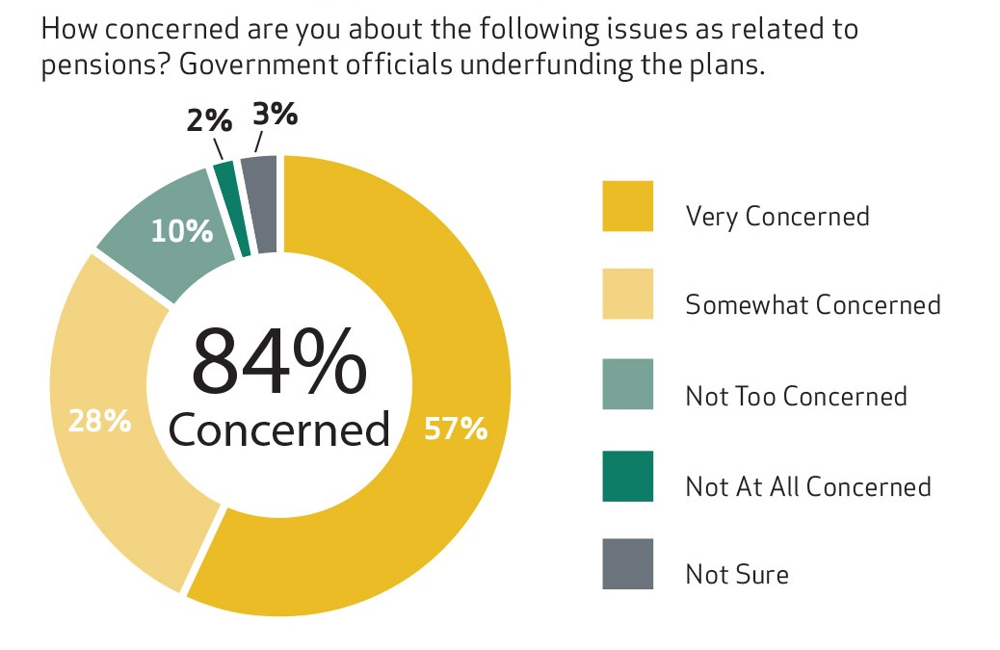 How concerned are you about the following issues as related to
pensions? Government officials underfunding the plans.
2% 3%
10%
28%
57%
84%
Concerned
Very Concerned
Somewhat Concerned
Not Too Concerned
Not At All Concerned
Not Sure